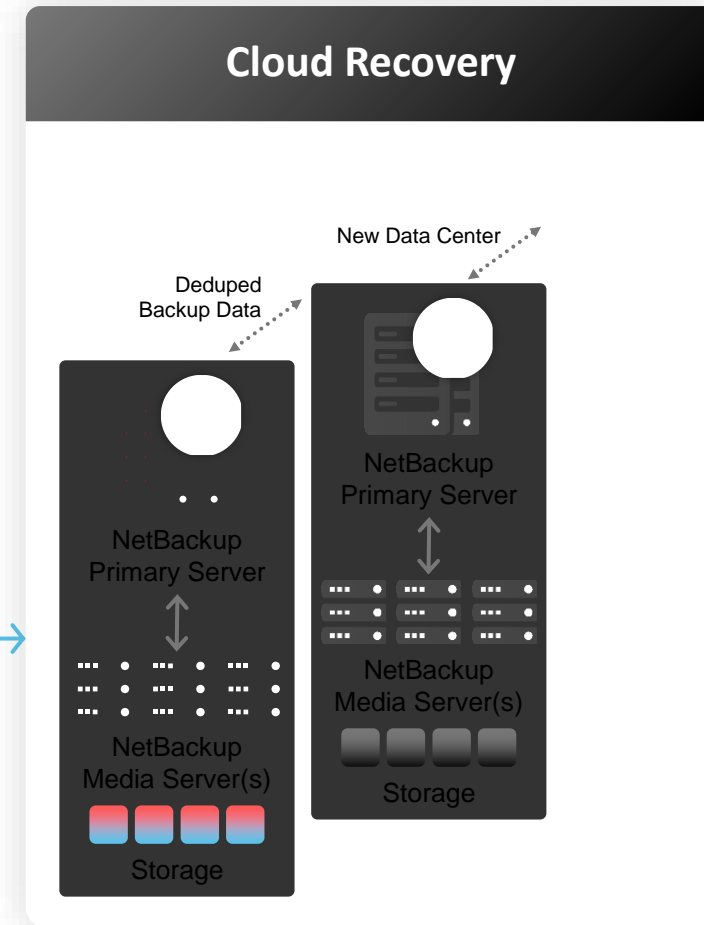 Cloud Recovery
New Data Center
Deduped
Backup Data
NetBackup
Primary Server
NetBackup
Media Server(s)
Storage
NetBackup
Primary Server
NetBackup
Media Server(s)
Storage